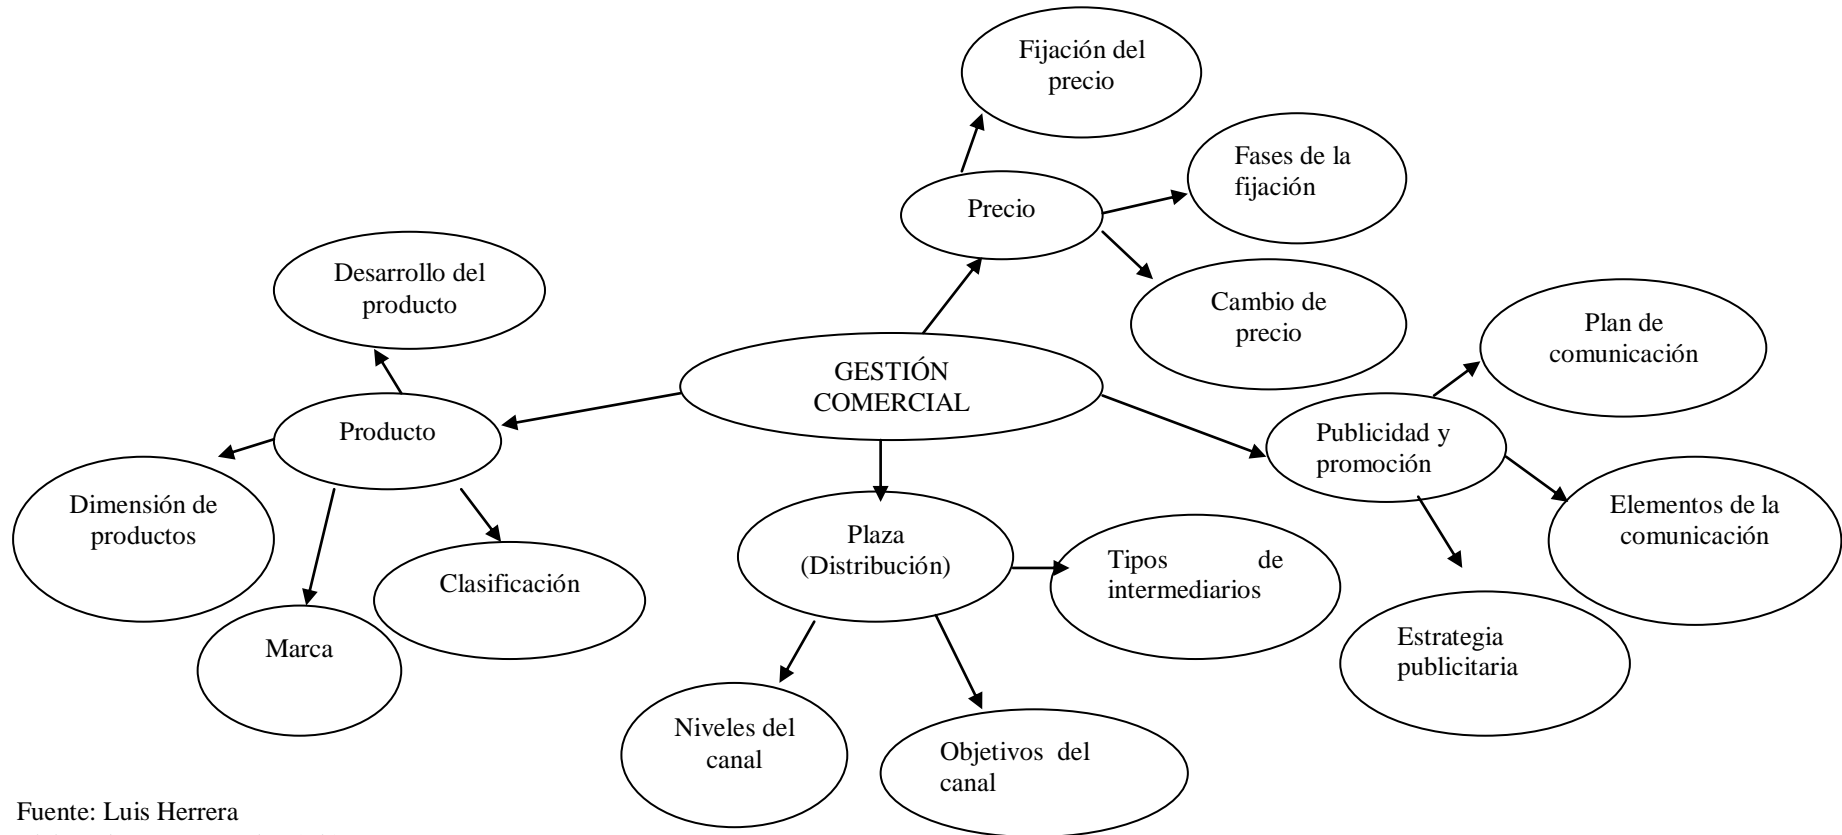 Fijación del
precio
Fases de la
fijación
Precio
Desarrollo del
producto
Cambio de
precio
Plan de
comunicación
GESTIÓN
COMERCIAL
Producto
Publicidad y
promoción
Dimensión de
productos
Elementos de la
comunicación
Plaza
(Distribución)
Tipos de
intermediarios
Clasificación
Marca
Estrategia
publicitaria
Niveles del
canal
Objetivos del
canal
Fuente: Luis Herrera